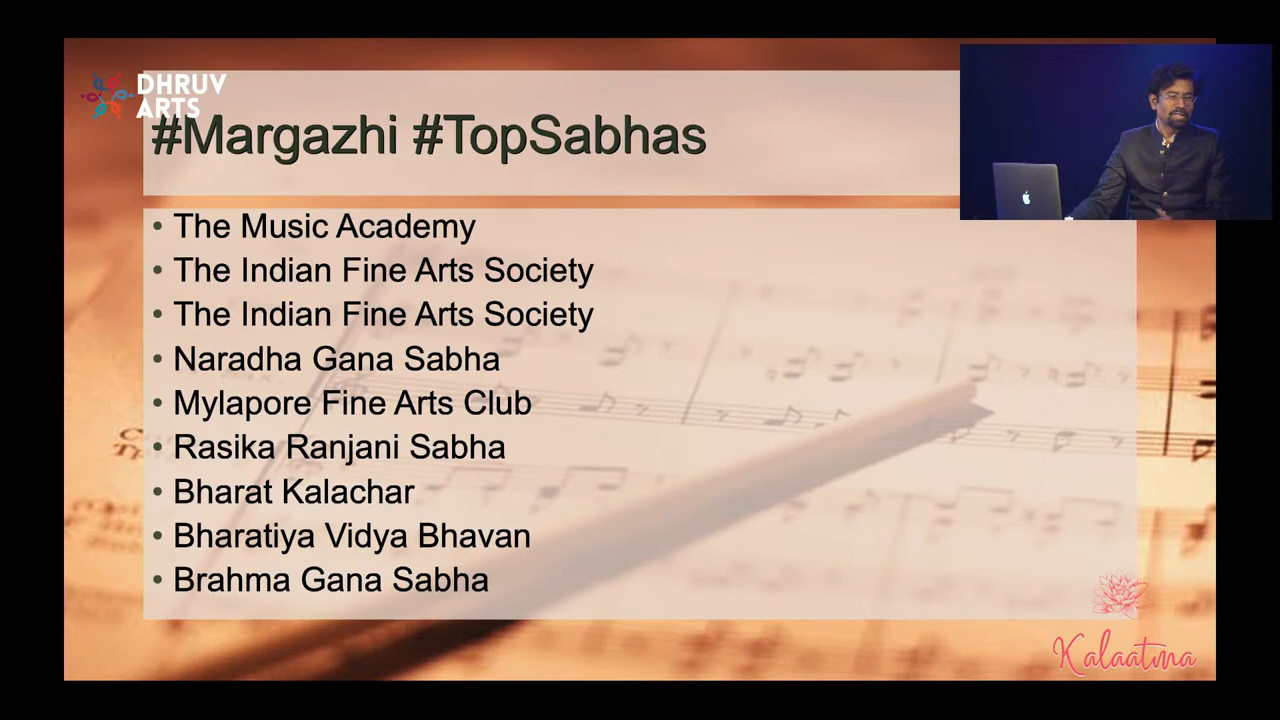 DHRUV
ARTS
#Margazhi #TopSabhas
• The Music Academy
• The Indian Fine Arts Society
• The Indian Fine Arts Society
• Naradha Gana Sabha
• Mylapore Fine Arts Club
• Rasika Ranjani Sabha
• Bharat Kalachar
• Bharatiya Vidya Bhavan
• Brahma Gana Sabha
Kalaatma